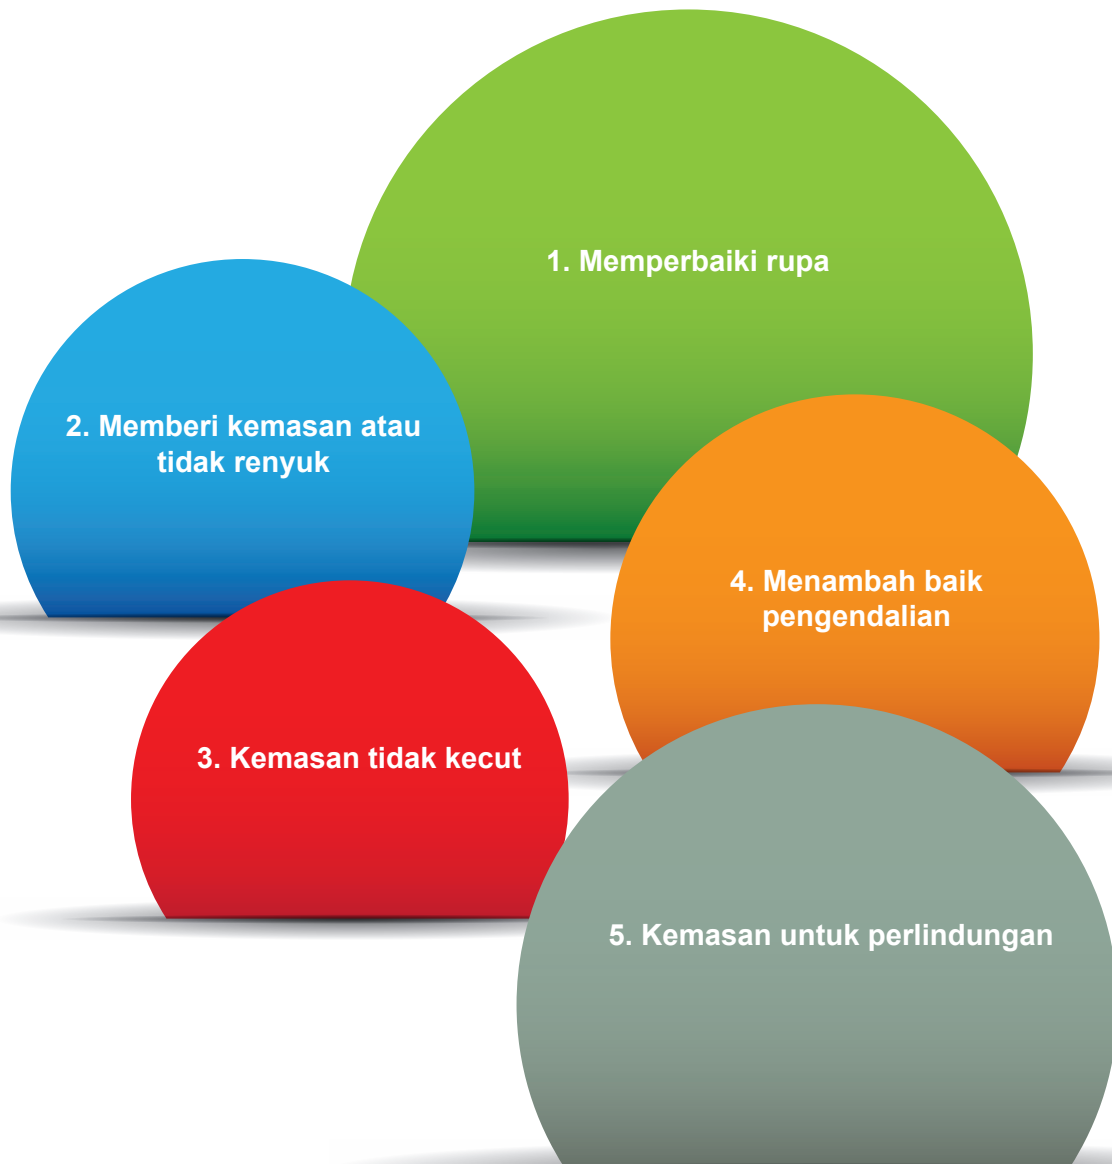 1. Memperbaiki rupa
2. Memberi kemasan atau
tidak renyuk
3. Kemasan tidak kecut
4. Menambah baik
pengendalian
5. Kemasan untuk perlindungan